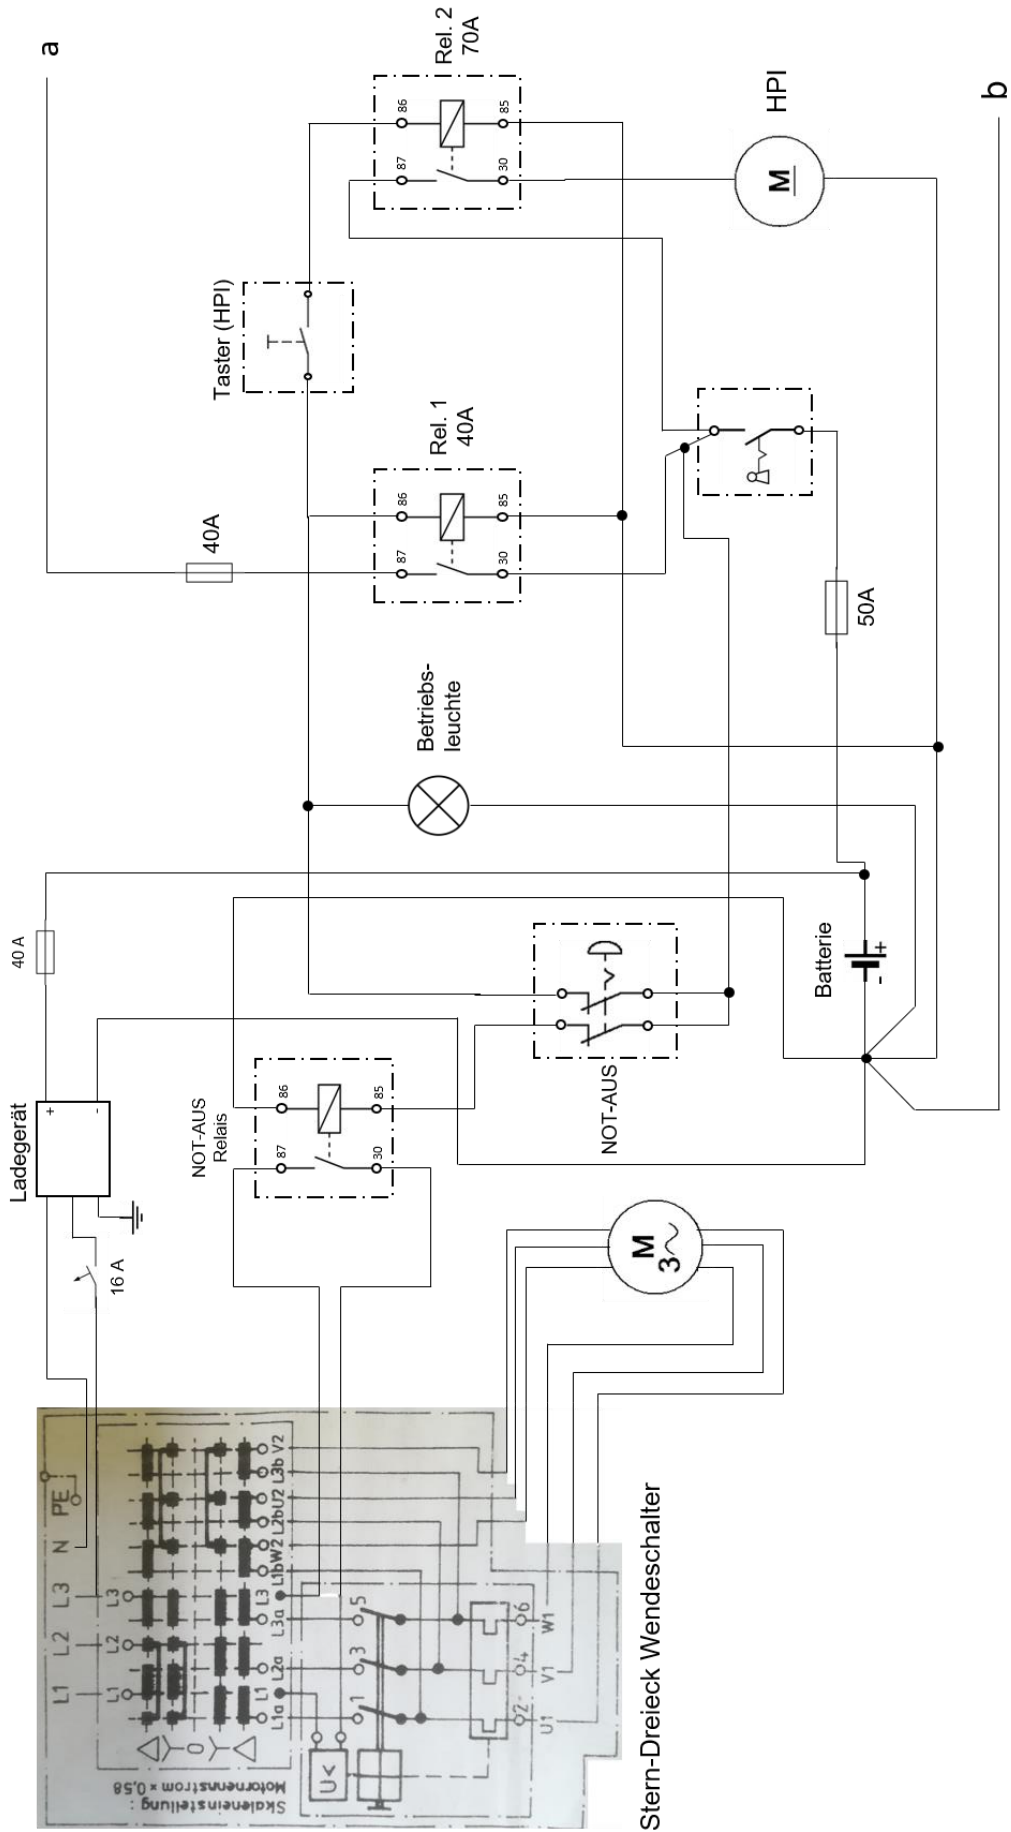 a
b
Rel. 2
70A
86
85
87
30
HPI
M
Taster (HPI)
Rel. 1
40A
86
85
87
30
40A
50A
Betriebs-
leuchte
40 A
Batterie
+
-
NOT-AUS
NOT-AUS
Relais
86
85
87
30
Ladegerät
+
-
16 A
M
3
L1 L2 L3 N PE
L1 L2 L3
L1a L1 L2a L3a L3 L1b W2 L2b U2 L3b V2
0
1 3 5
U<
2 4 6
U1 V1 W1
Skaleneinstellung :
Motornennstrom × 0,58
Stern-Dreieck Wendeschalter